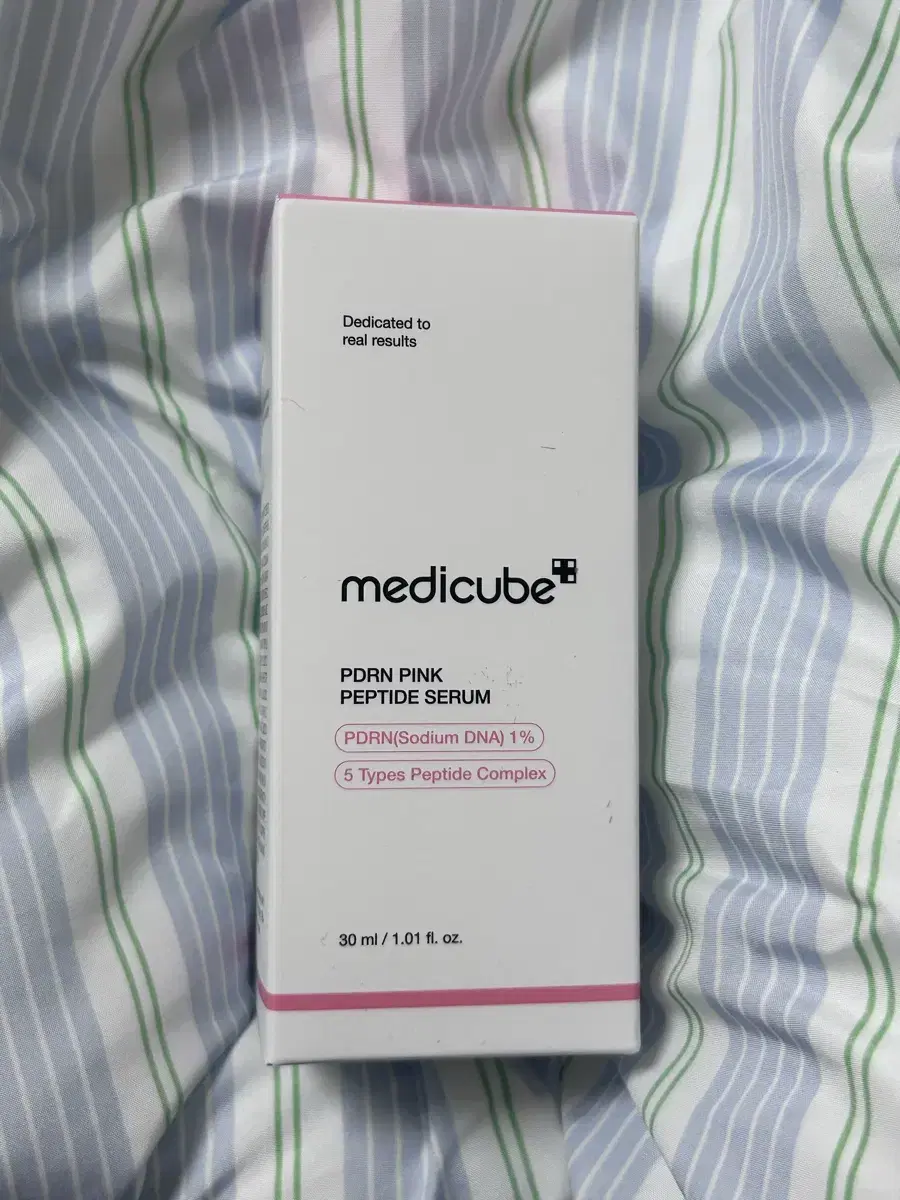 Dedicated to
real results
medicube
PDRN PINK
PEPTIDE SERUM
PDRN(Sodium DNA) 1%
5 Types Peptide Complex
30 ml / 1.01 fl. oz.